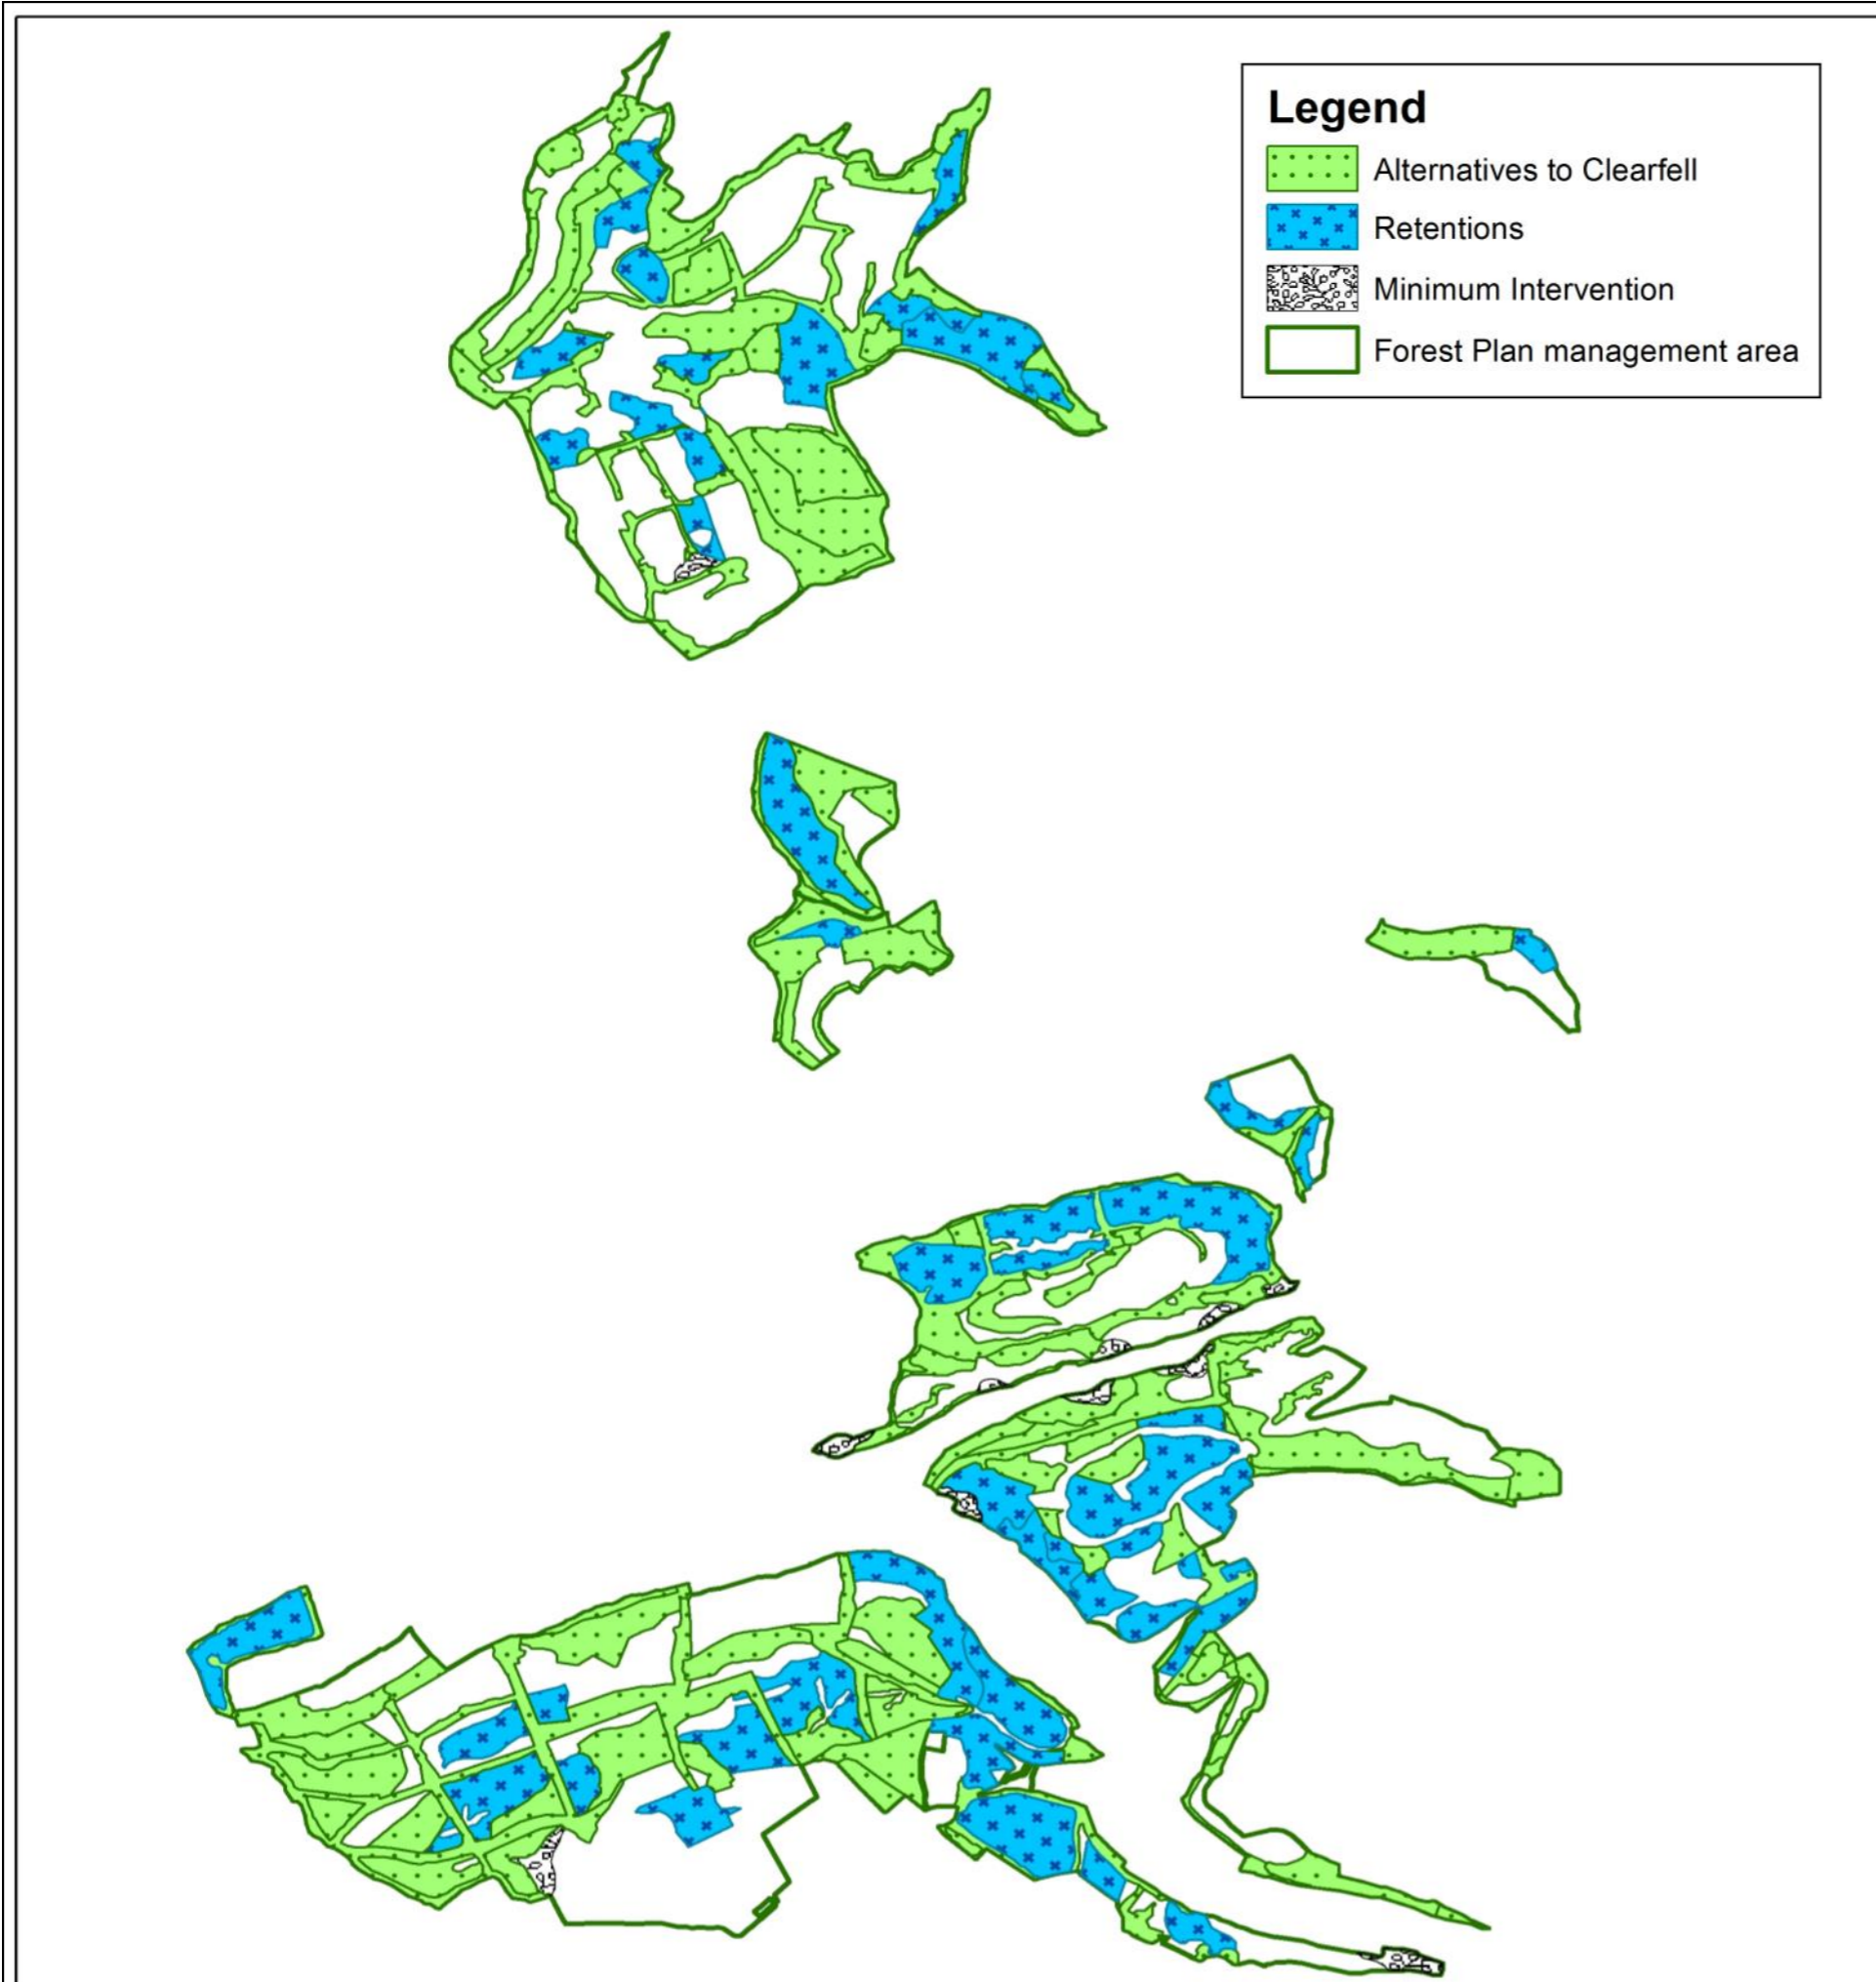 Legend
Alternatives to Clearfell
Retentions
Minimum Intervention
Forest Plan management area